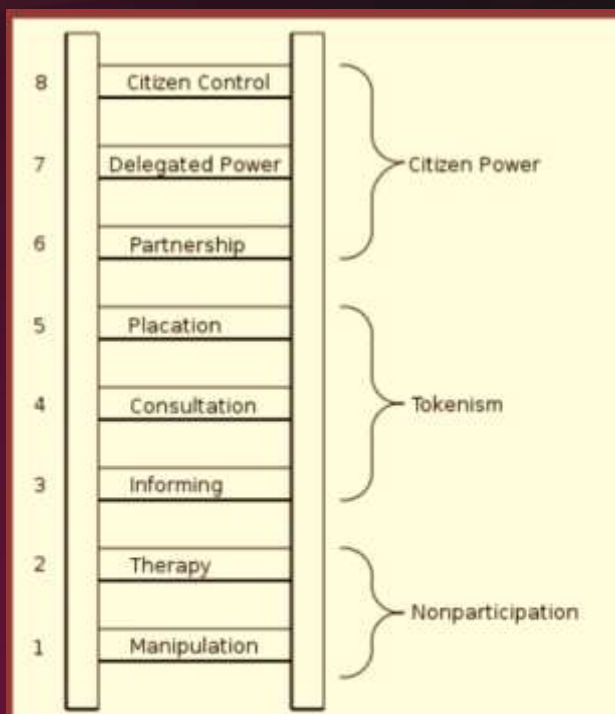 8 Citizen Control
7 Delegated Power
Citizen Power
6 Partnership
5 Placation
4 Consultation
Tokenism
3 Informing
2 Therapy
Nonparticipation
1 Manipulation